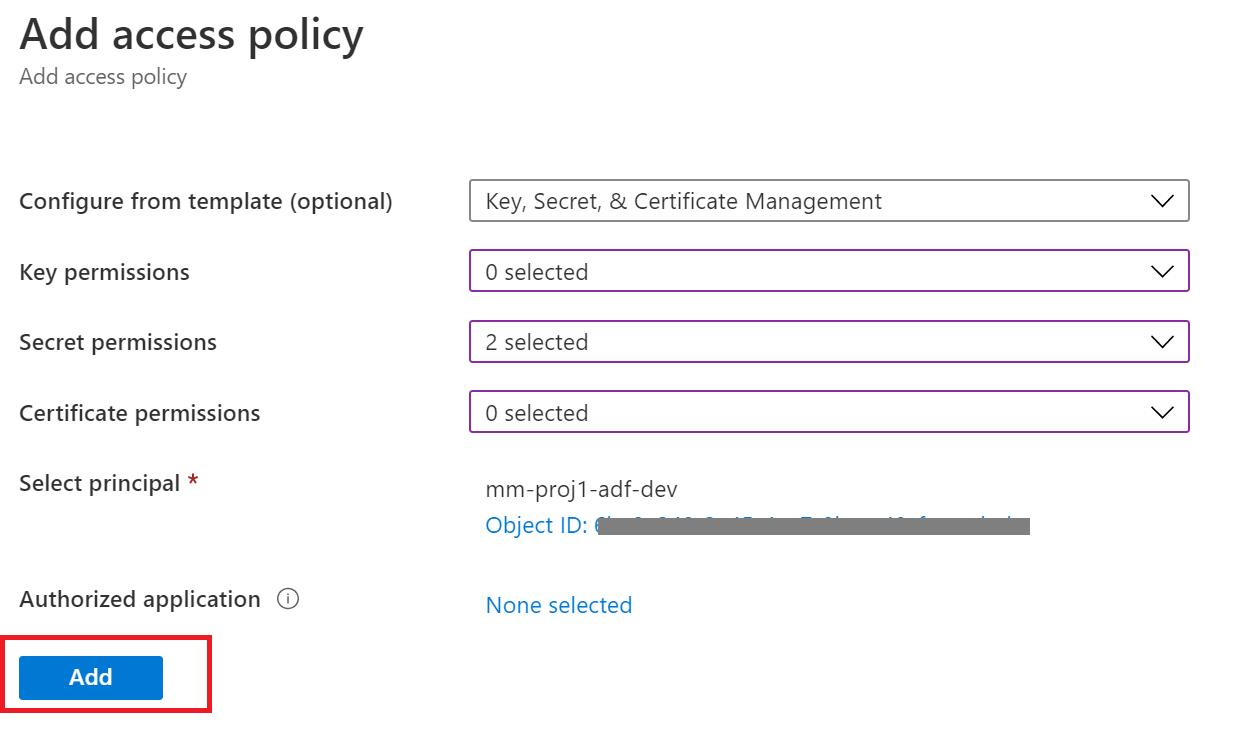 Add access policy
Add access policy
Configure from template (optional)
Key, Secret, & Certificate Management
Key permissions
0 selected
Secret permissions
2 selected
Certificate permissions
0 selected
Select principal *
mm-proj1-adf-dev
Object ID:
Authorized application
None selected
Add